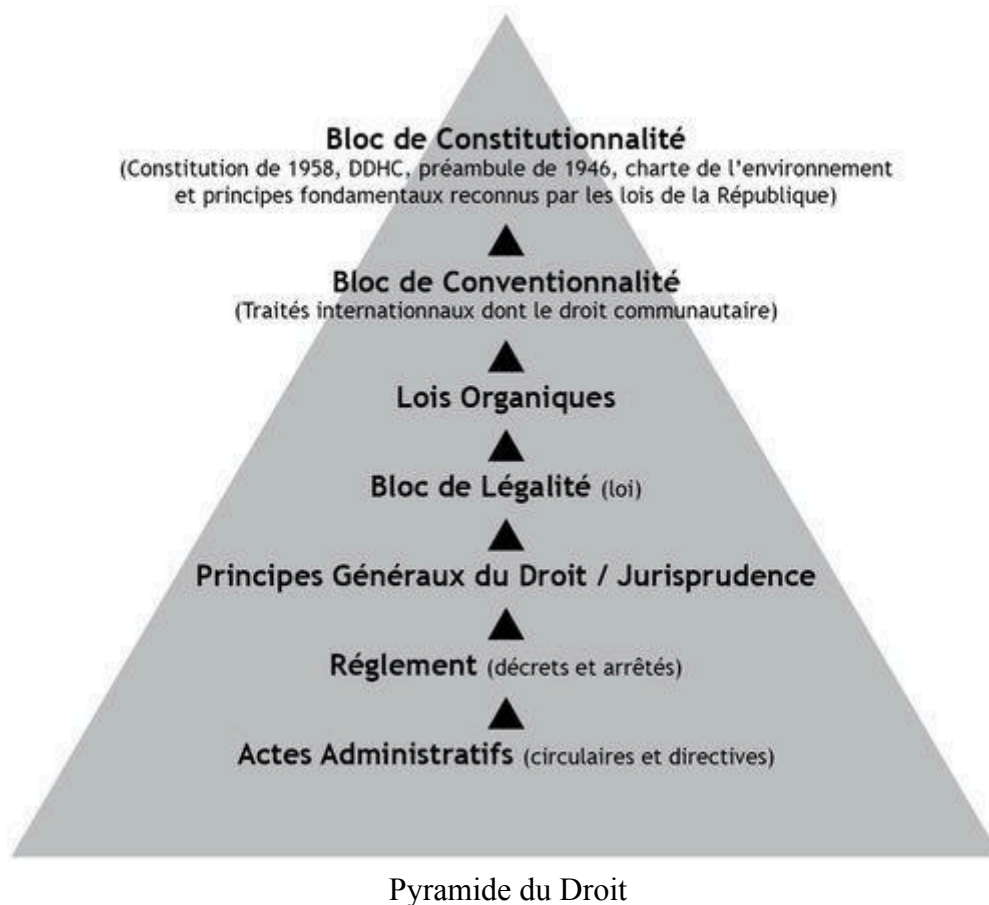 Bloc de Constitutionnalité
(Constitution de 1958, DDHC, préambule de 1946, charte de l'environnement
et principes fondamentaux reconnus par les lois de la République)
Bloc de Conventionnalité
(Traités internationnaux dont le droit communautaire)
Lois Organiques
Bloc de Légalité (loi)
Principes Généraux du Droit / Jurisprudence
Réglement (décrets et arrêtés)
Actes Administratifs (circulaires et directives)
Pyramide du Droit